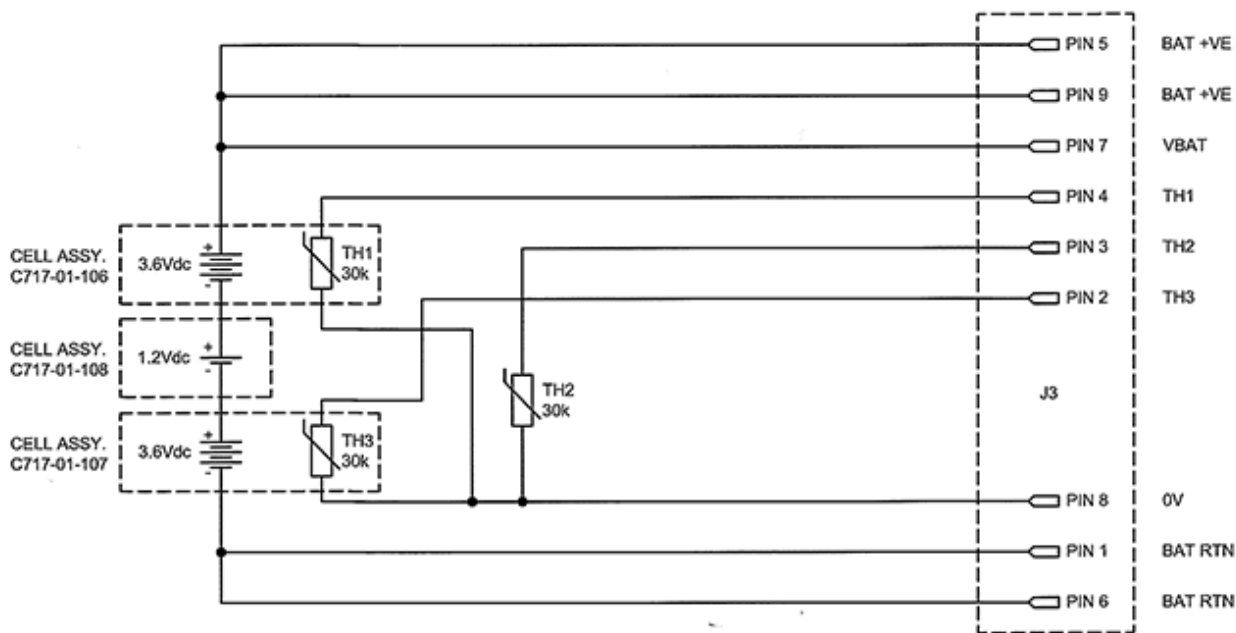 PIN 5 BAT +VE
PIN 9 BAT +VE
PIN 7 VBAT
PIN 4 TH1
CELL ASSY.
C717-01-106
+
3.6Vdc
-
TH1
30k
PIN 3 TH2
PIN 2 TH3
CELL ASSY.
C717-01-108
+
1.2Vdc
-
TH2
30k
J3
CELL ASSY.
C717-01-107
+
3.6Vdc
-
TH3
30k
PIN 8 0V
PIN 1 BAT RTN
PIN 6 BAT RTN